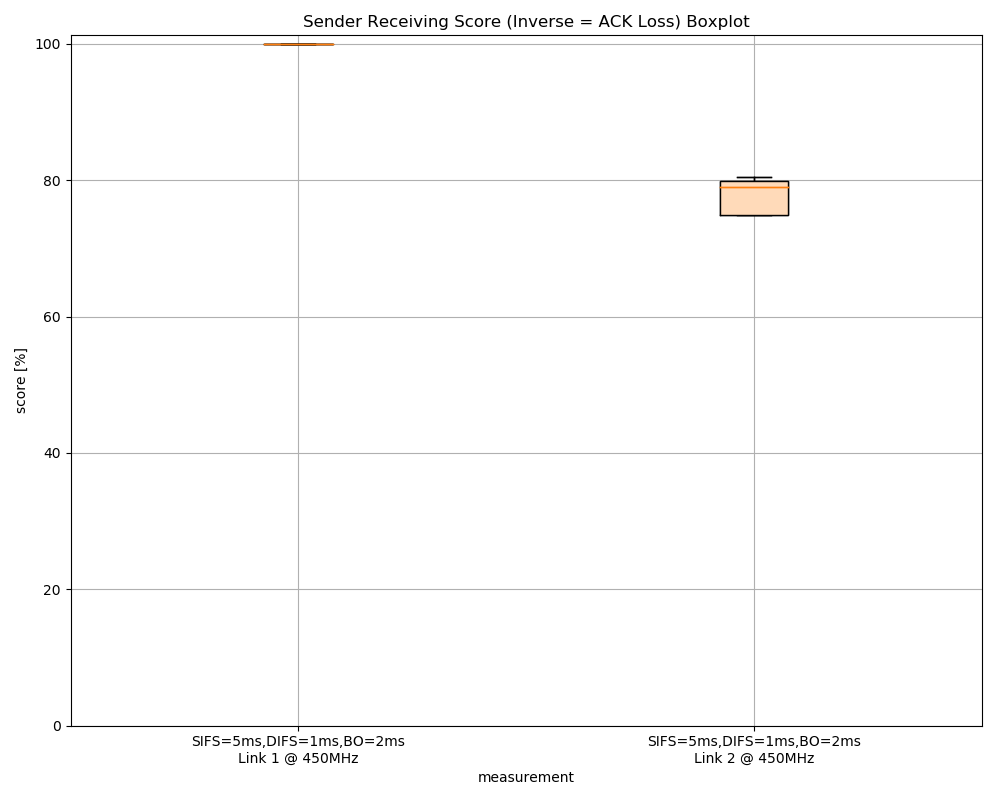 Sender Receiving Score (Inverse = ACK Loss) Boxplot
100
80
60
40
20
0
score [%]
SIFS=5ms,DIFS=1ms,BO=2ms
Link 1 @ 450MHz
SIFS=5ms,DIFS=1ms,BO=2ms
Link 2 @ 450MHz
measurement